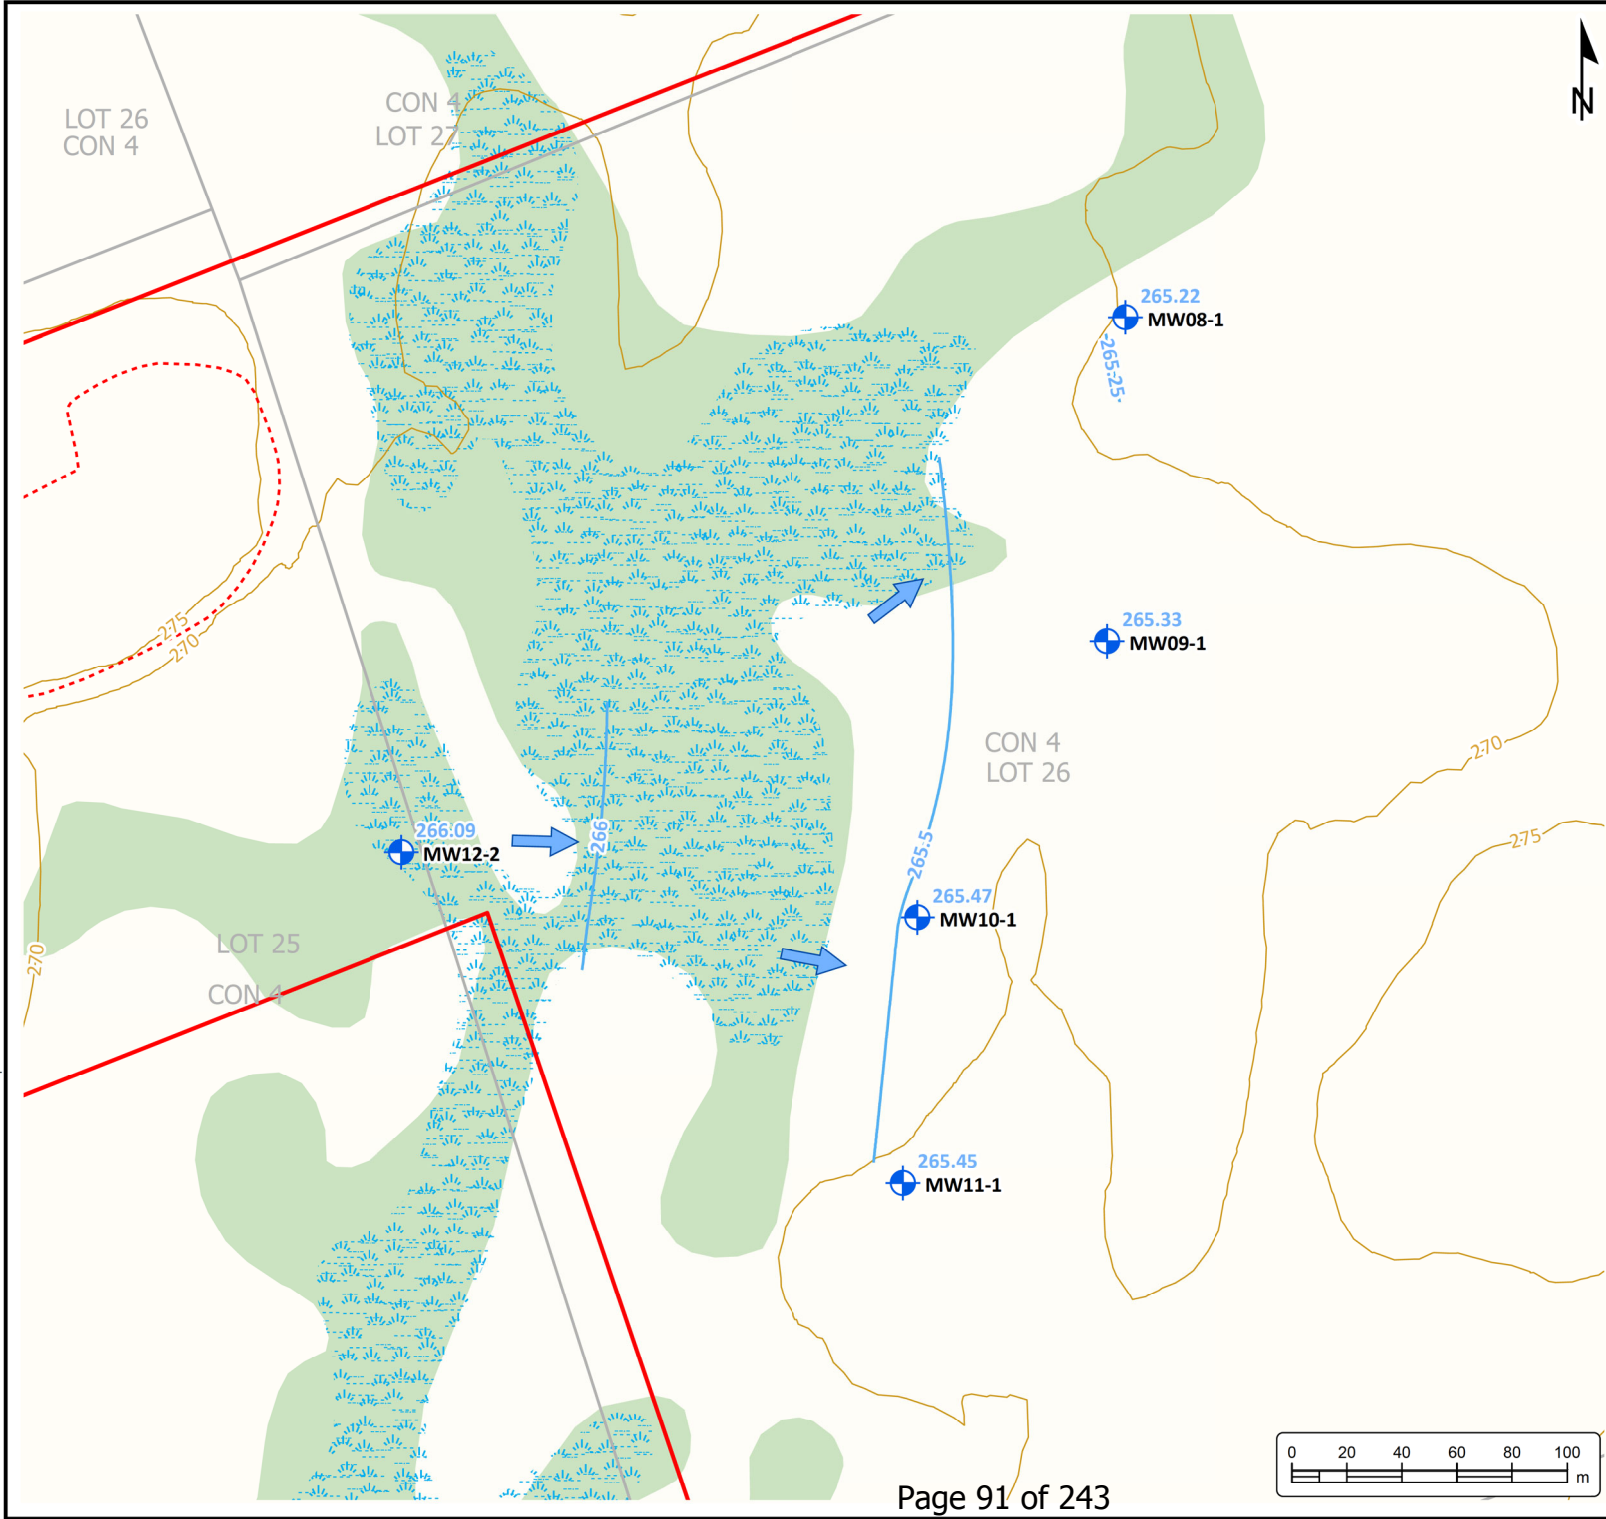 N
LOT 26
CON 4
CON 4
LOT 27
265.22
MW08-1
265.25
265.33
MW09-1
275
270
CON 4
LOT 26
270
266.09
MW12-2
266
265.5
275
265.47
MW10-1
LOT 25
CON 4
270
265.45
MW11-1
0 20 40 60 80 100
m
Page 91 of 243